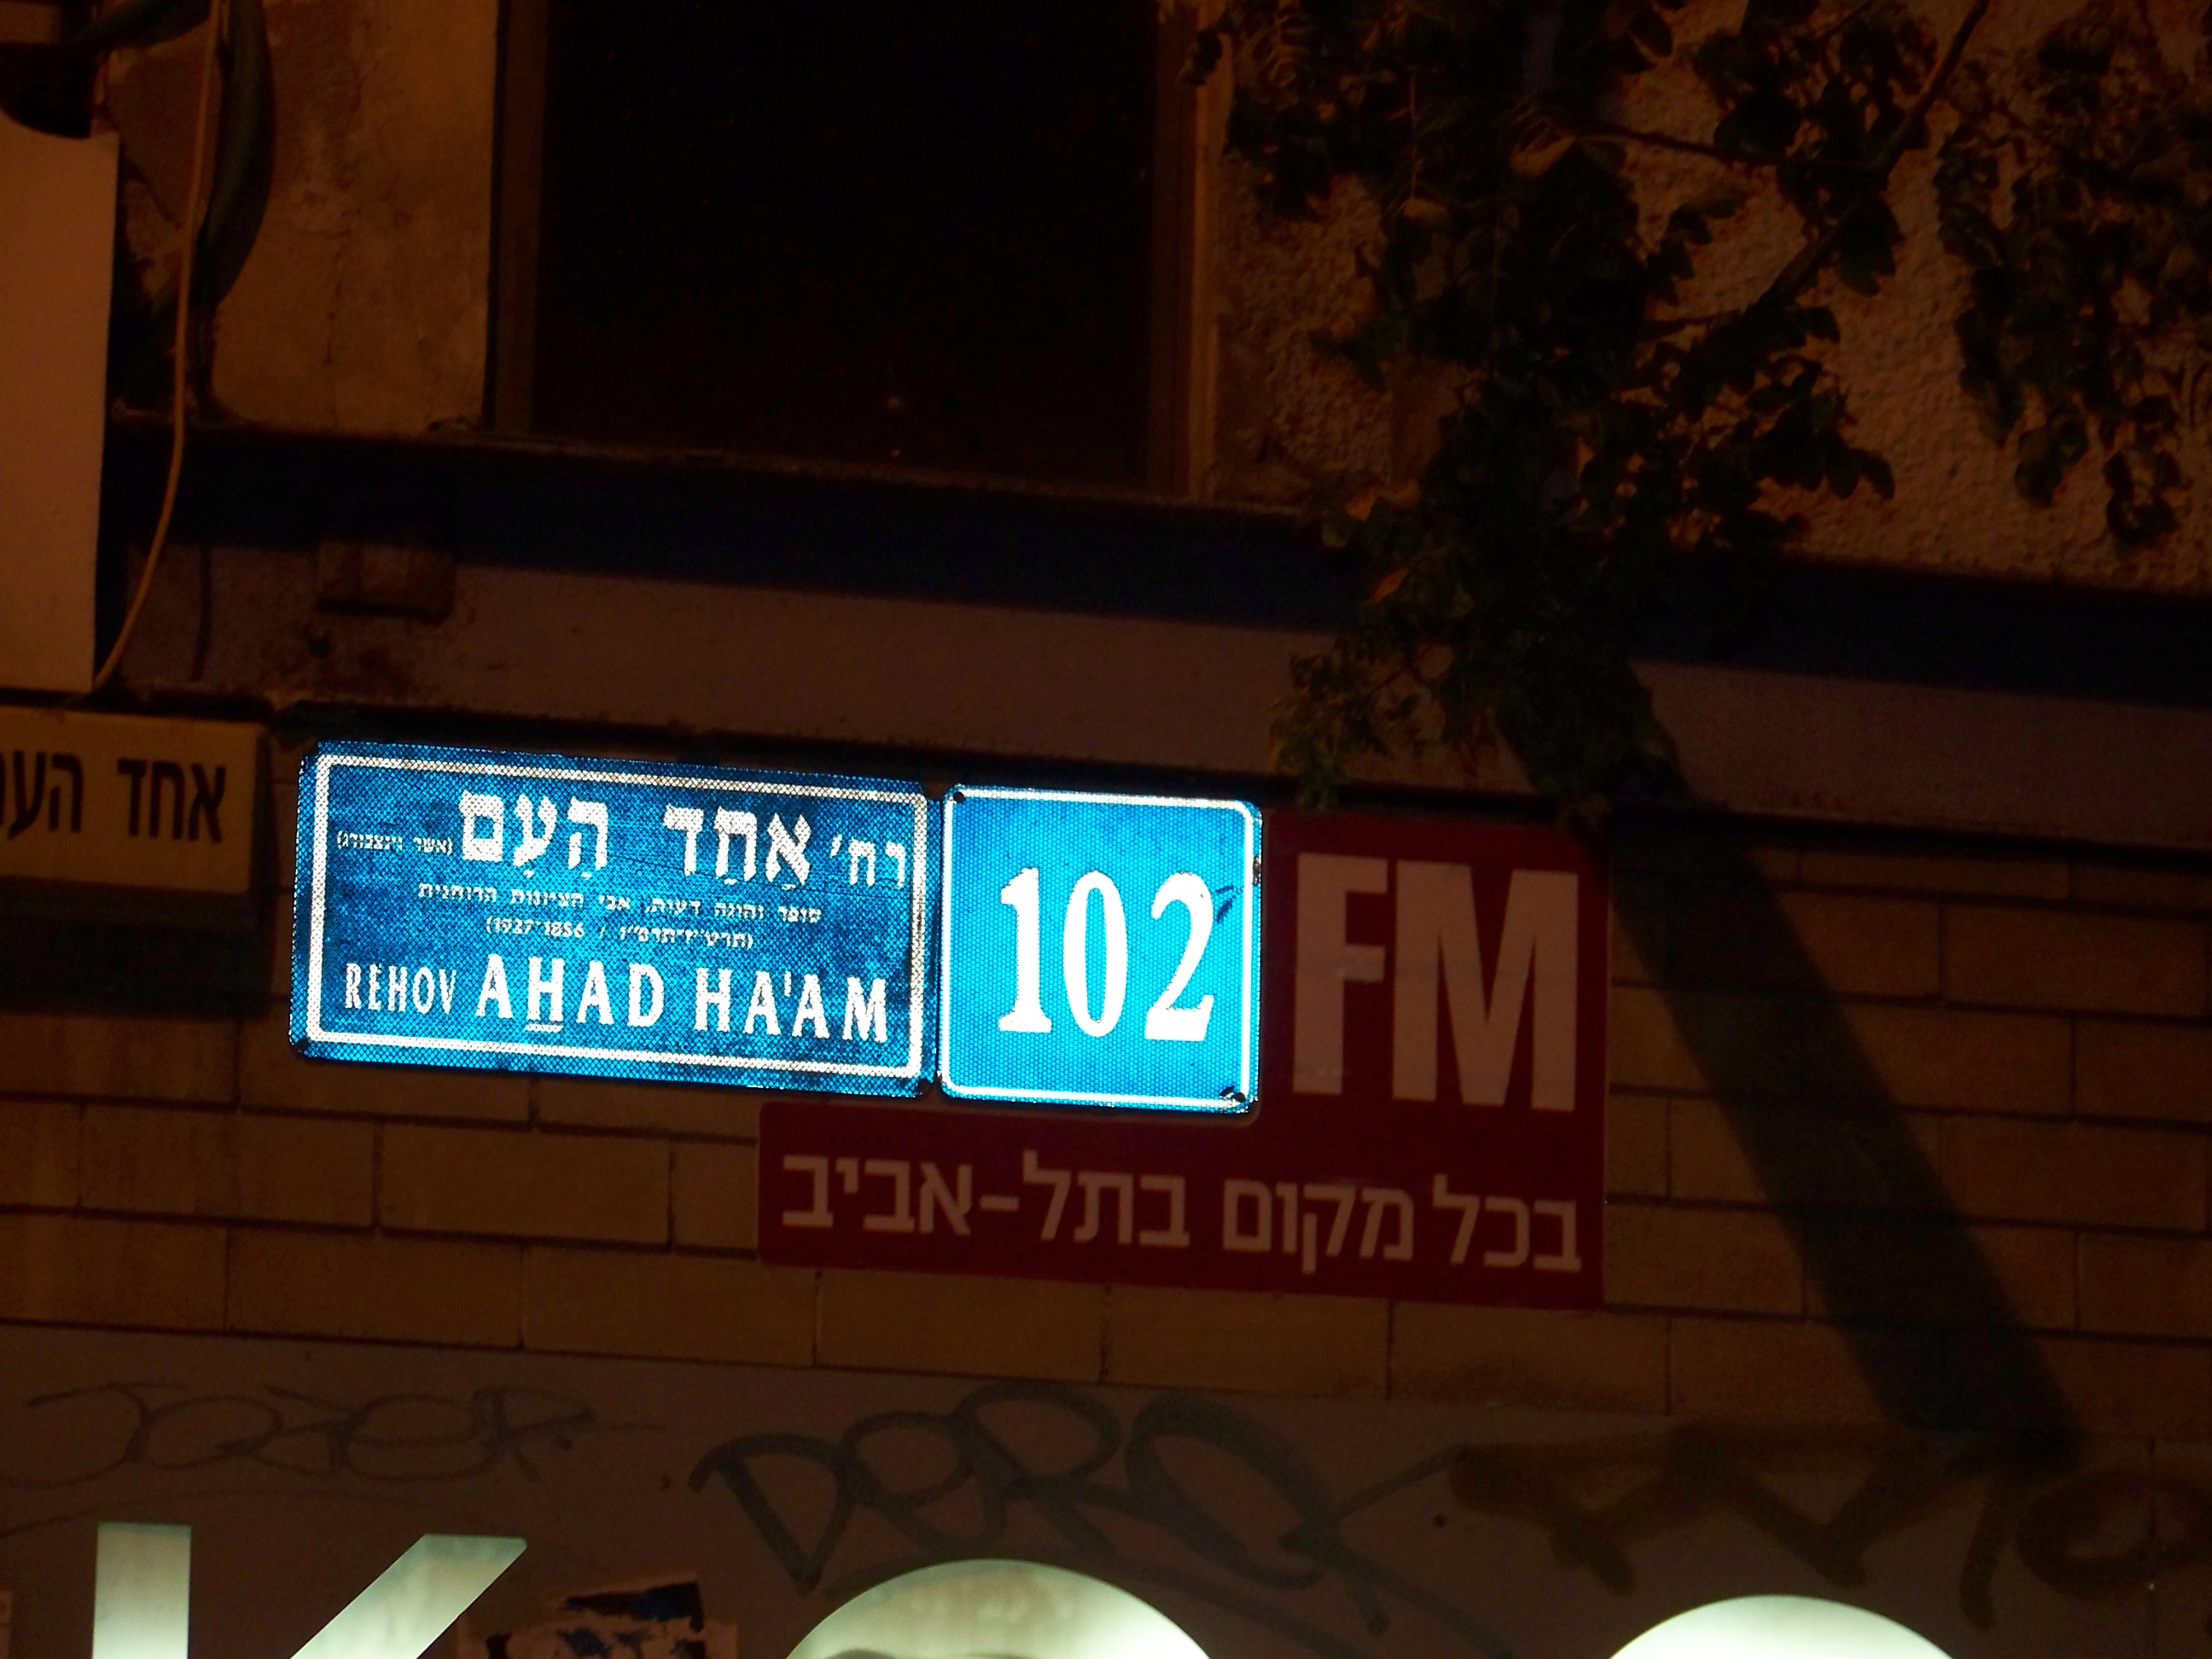 אחד העם
רח׳ אַחַד הָעָם (אשר גינצבורג)
סופר והוגה דעות, אבי הציונות הרוחנית
(תרט״ז־תרפ״ז / 1856־1927)
REHOV AHAD HA'AM
102
FM
בכל מקום בתל-אביב